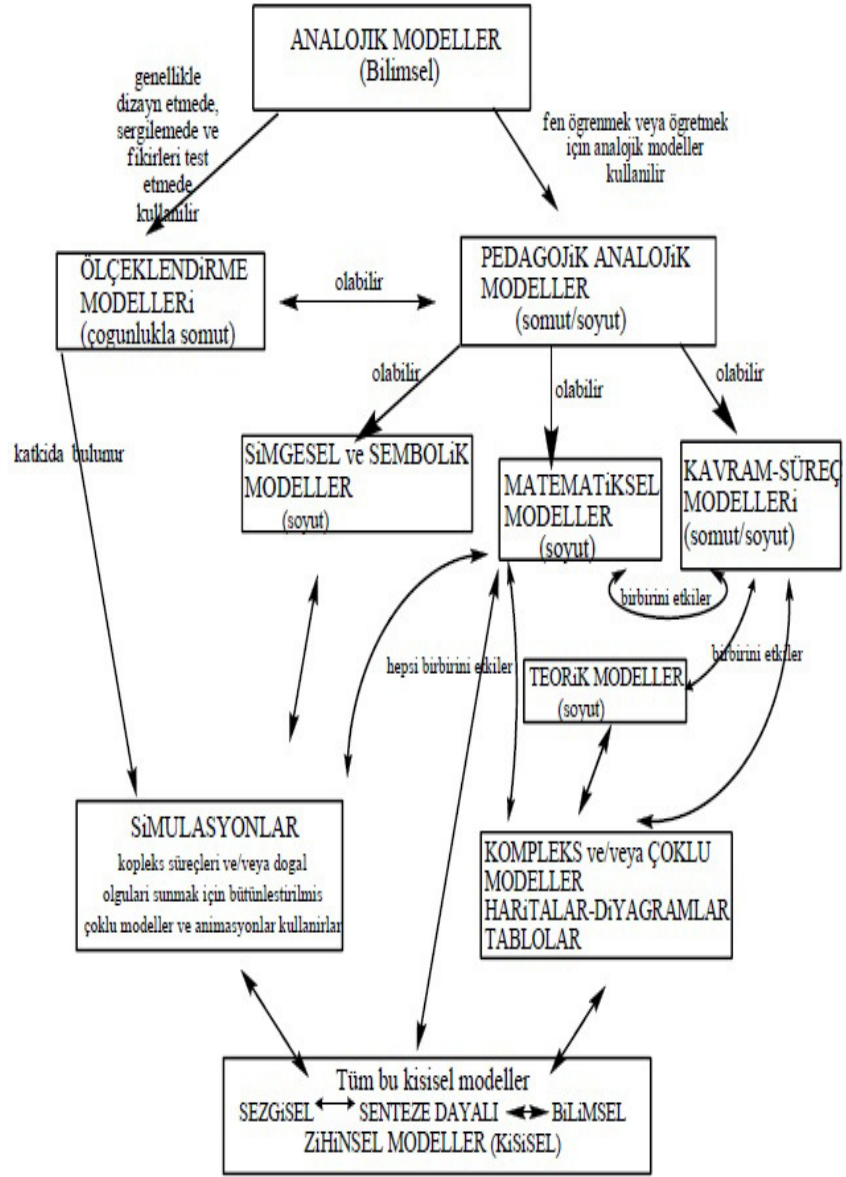 ANALOJIK MODELLER
(Bilimsel)
genellikle
dizayn etmede,
sergilemede ve
fikirleri test
etmede
kullanilir
fen ögrenmek veya ögretmek
için analojik modeller
kullanilir
ÖLÇEKLENDiRME
MODELLERi
(çogunlukla somut)
olabilir
PEDAGOJiK ANALOJiK
MODELLER
(somut/soyut)
olabilir
olabilir
olabilir
katkida bulunur
SiMGESEL ve SEMBOLiK
MODELLER
(soyut)
MATEMATiKSEL
MODELLER
(soyut)
KAVRAM-SÜREÇ
MODELLERi
(somut/soyut)
birbirini etkiler
hepsi birbirini etkiler
birbirini etkiler
TEORiK MODELLER
(soyut)
SiMULASYONLAR
kopleks süreçleri ve/veya dogal
olgulari sunmak için bütünlestirilmis
çoklu modeller ve animasyonlar kullanirlar
KOMPLEKS ve/veya ÇOKLU
MODELLER
HARiTALAR-DiYAGRAMLAR
TABLOLAR
Tüm bu kisisel modeller
SEZGiSEL SENTEZE DAYALI BiLiMSEL
ZiHiNSEL MODELLER (KiSiSEL)